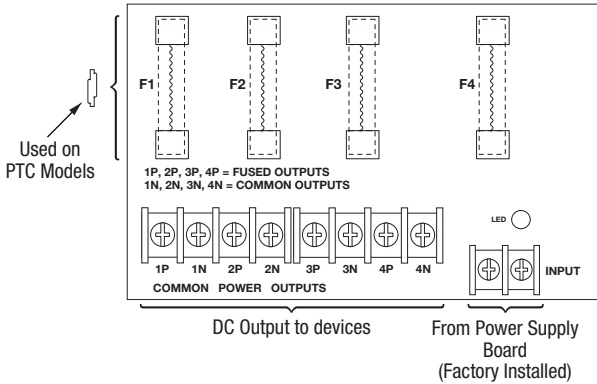 F1 F2 F3 F4
Used on
PTC Models
1P, 2P, 3P, 4P = FUSED OUTPUTS
1N, 2N, 3N, 4N = COMMON OUTPUTS
LED
1P 1N 2P 2N 3P 3N 4P 4N
INPUT
COMMON POWER OUTPUTS
DC Output to devices
From Power Supply
Board
(Factory Installed)